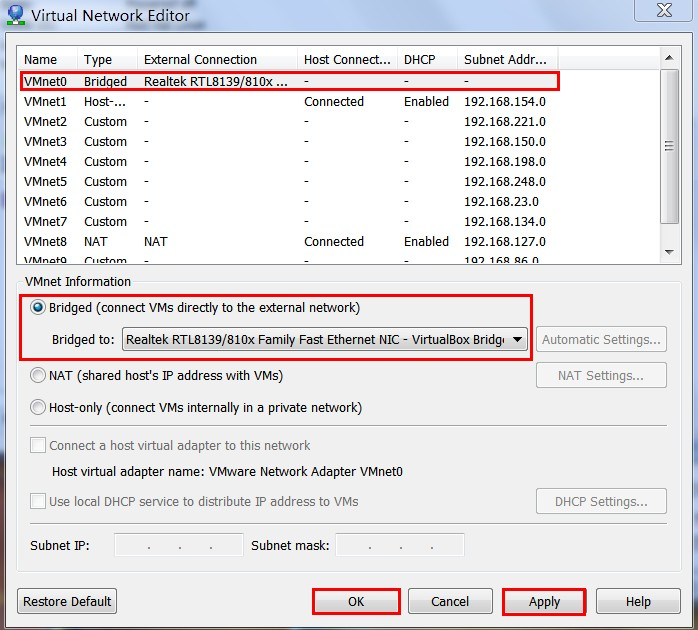 Virtual Network Editor
Name Type External Connection Host Connect... DHCP Subnet Addr...
VMnet0 Bridged Realtek RTL8139/810x ... - - -
VMnet1 Host-... - Connected Enabled 192.168.154.0
VMnet2 Custom - - - 192.168.221.0
VMnet3 Custom - - - 192.168.150.0
VMnet4 Custom - - - 192.168.198.0
VMnet5 Custom - - - 192.168.248.0
VMnet6 Custom - - - 192.168.23.0
VMnet7 Custom - - - 192.168.134.0
VMnet8 NAT NAT Connected Enabled 192.168.127.0
VMnet9 Custom - - - 192.168.86.0
VMnet Information
Bridged (connect VMs directly to the external network)
Bridged to: Realtek RTL8139/810x Family Fast Ethernet NIC - VirtualBox Bridg Automatic Settings...
NAT (shared host's IP address with VMs) NAT Settings...
Host-only (connect VMs internally in a private network)
Connect a host virtual adapter to this network
Host virtual adapter name: VMware Network Adapter VMnet0
Use local DHCP service to distribute IP address to VMs DHCP Settings...
Subnet IP: . . . Subnet mask: . . .
Restore Default OK Cancel Apply Help